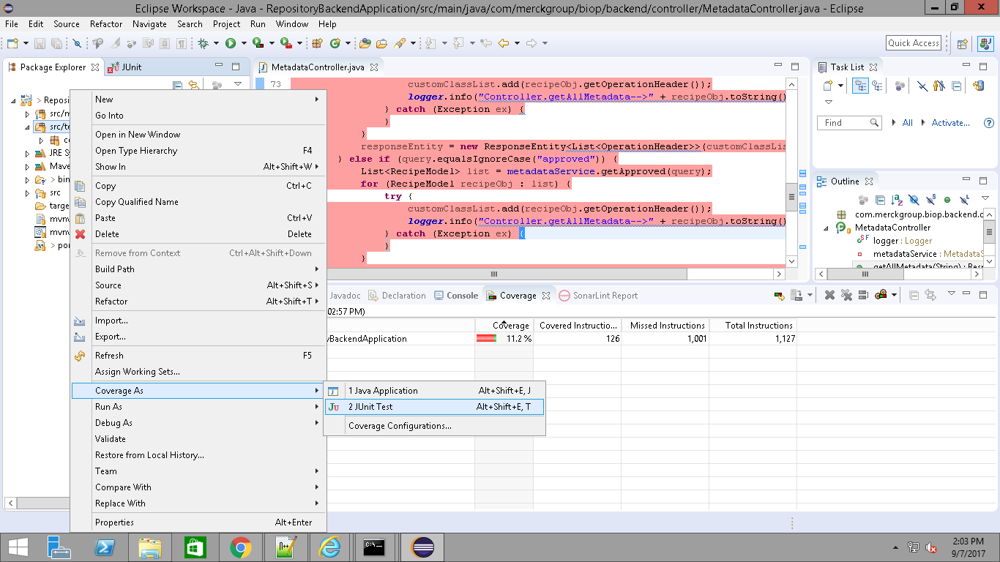 Eclipse Workspace - Java - RepositoryBackendApplication/src/main/java/com/merckgroup/biop/backend/controller/MetadataController.java - Eclipse
File Edit Source Refactor Navigate Search Project Run Window Help
Quick Access
Package Explorer JUnit
> Reposi
src/m
src/te
co
JRE Sy
Mave
> bin
src
targe
mvnv
mvnv
> por
New
Go Into
Open in New Window
Open Type Hierarchy F4
Show In Alt+Shift+W
Copy Ctrl+C
Copy Qualified Name
Paste Ctrl+V
Delete Delete
Remove from Context Ctrl+Alt+Shift+Down
Build Path
Source Alt+Shift+S
Refactor Alt+Shift+T
Import...
Export...
Refresh F5
Assign Working Sets...
Coverage As
Run As
Debug As
Validate
Restore from Local History...
Team
Compare With
Replace With
Properties Alt+Enter
1 Java Application Alt+Shift+E, J
2 JUnit Test Alt+Shift+E, T
Coverage Configurations...
MetadataController.java
73 customClassList.add(recipeObj.getOperationHeader());
logger.info("Controller.getAllMetadata-->" + recipeObj.toString()
} catch (Exception ex) {
}
}
responseEntity = new ResponseEntity<List<OperationHeader>>(customClassLis
} else if (query.equalsIgnoreCase("approved")) {
List<RecipeModel> list = metadataService.getApproved(query);
for (RecipeModel recipeObj : list) {
try {
customClassList.add(recipeObj.getOperationHeader());
logger.info("Controller.getAllMetadata-->" + recipeObj.toString()
} catch (Exception ex) {
}
}
Javadoc Declaration Console Coverage SonarLint Report
02:57 PM)
Coverage Covered Instructio... Missed Instructions Total Instructions
yBackendApplication 11.2 % 126 1,001 1,127
Task List
Find All Activate...
Outline
com.merckgroup.biop.backend.c
MetadataController
logger : Logger
metadataService : MetadataS
getAllMetadata(String) : Resp
2:03 PM
9/7/2017